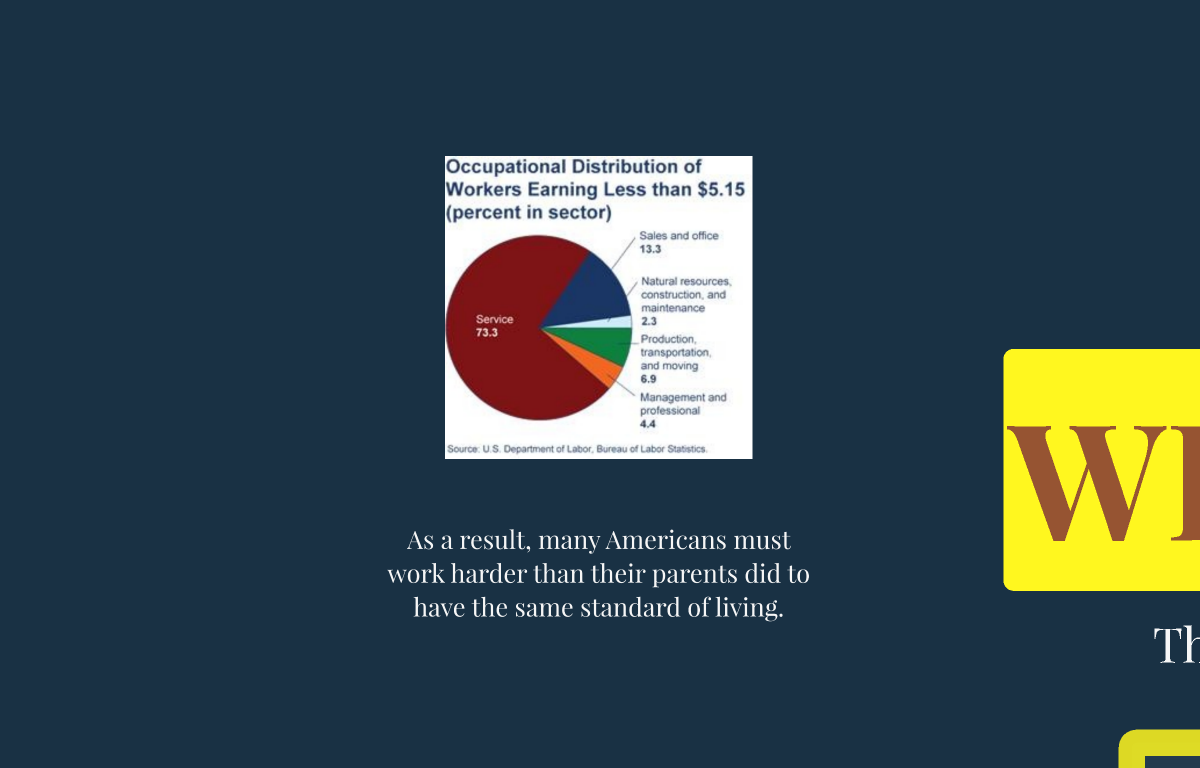 Occupational Distribution of
Workers Earning Less than $5.15
(percent in sector)
Sales and office
13.3
Natural resources,
construction, and
maintenance
2.3
Service
73.3
Production,
transportation,
and moving
6.9
Management and
professional
4.4
Source: U.S. Department of Labor, Bureau of Labor Statistics.
As a result, many Americans must
work harder than their parents did to
have the same standard of living.
W
Th